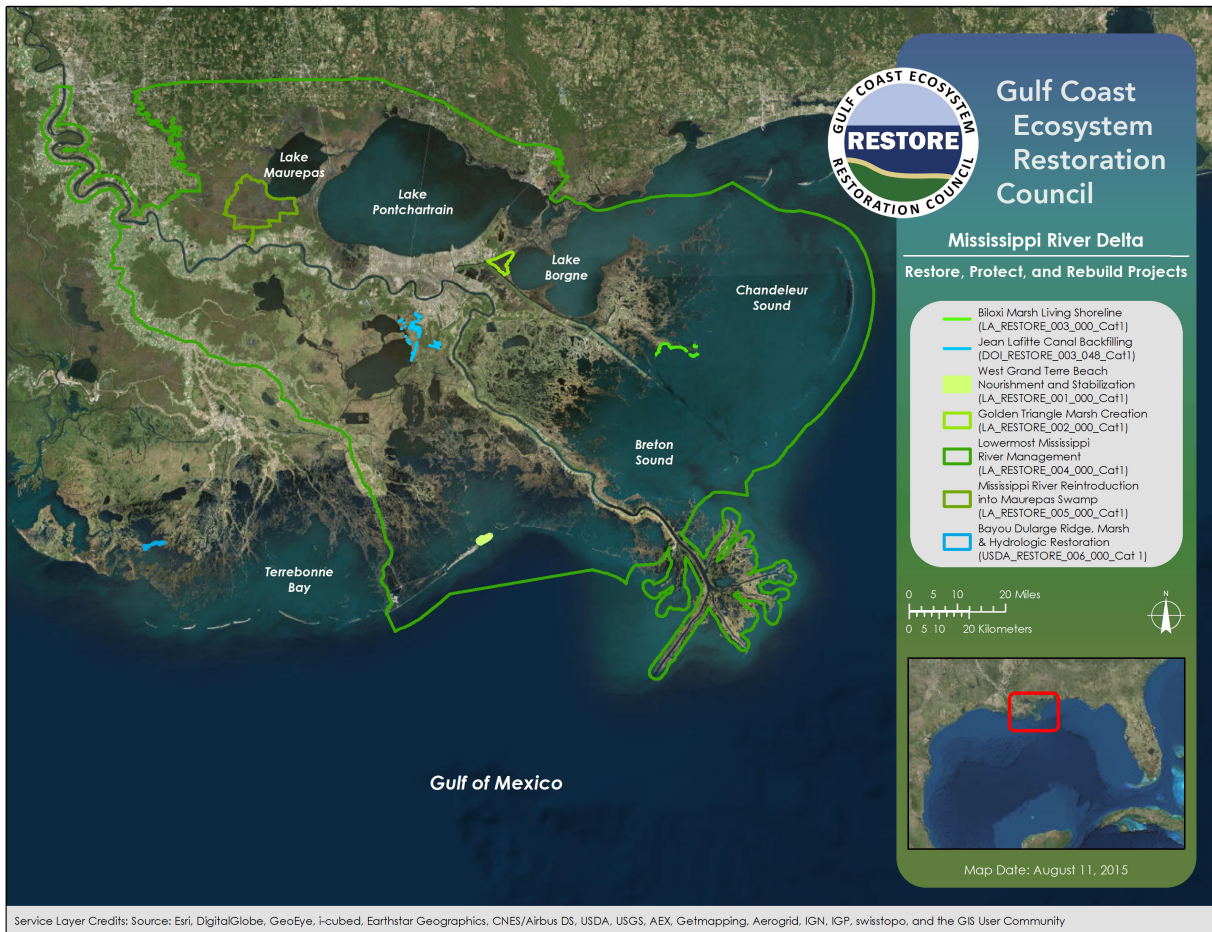 Lake
Maurepas
Lake
Pontchartrain
Lake
Borgne
Chandeleur
Sound
Breton
Sound
Terrebonne
Bay
Gulf of Mexico
GULF COAST ECOSYSTEM
RESTORE
RESTORATION COUNCIL
Gulf Coast
Ecosystem
Restoration
Council
Mississippi River Delta
Restore, Protect, and Rebuild Projects
Biloxi Marsh Living Shoreline
(LA_RESTORE_003_000_Cat1)
Jean Lafitte Canal Backfilling
(DOI_RESTORE_003_048_Cat1)
West Grand Terre Beach
Nourishment and Stabilization
(LA_RESTORE_001_000_Cat1)
Golden Triangle Marsh Creation
(LA_RESTORE_002_000_Cat1)
Lowermost Mississippi
River Management
(LA_RESTORE_004_000_Cat1)
Mississippi River Reintroduction
into Maurepas Swamp
(LA_RESTORE_005_000_Cat1)
Bayou Dularge Ridge, Marsh
& Hydrologic Restoration
(USDA_RESTORE_006_000_Cat 1)
0 5 10 20 Miles
0 5 10 20 Kilometers
N
Map Date: August 11, 2015
Service Layer Credits: Source: Esri, DigitalGlobe, GeoEye, i-cubed, Earthstar Geographics, CNES/Airbus DS, USDA, USGS, AEX, Getmapping, Aerogrid, IGN, IGP, swisstopo, and the GIS User Community